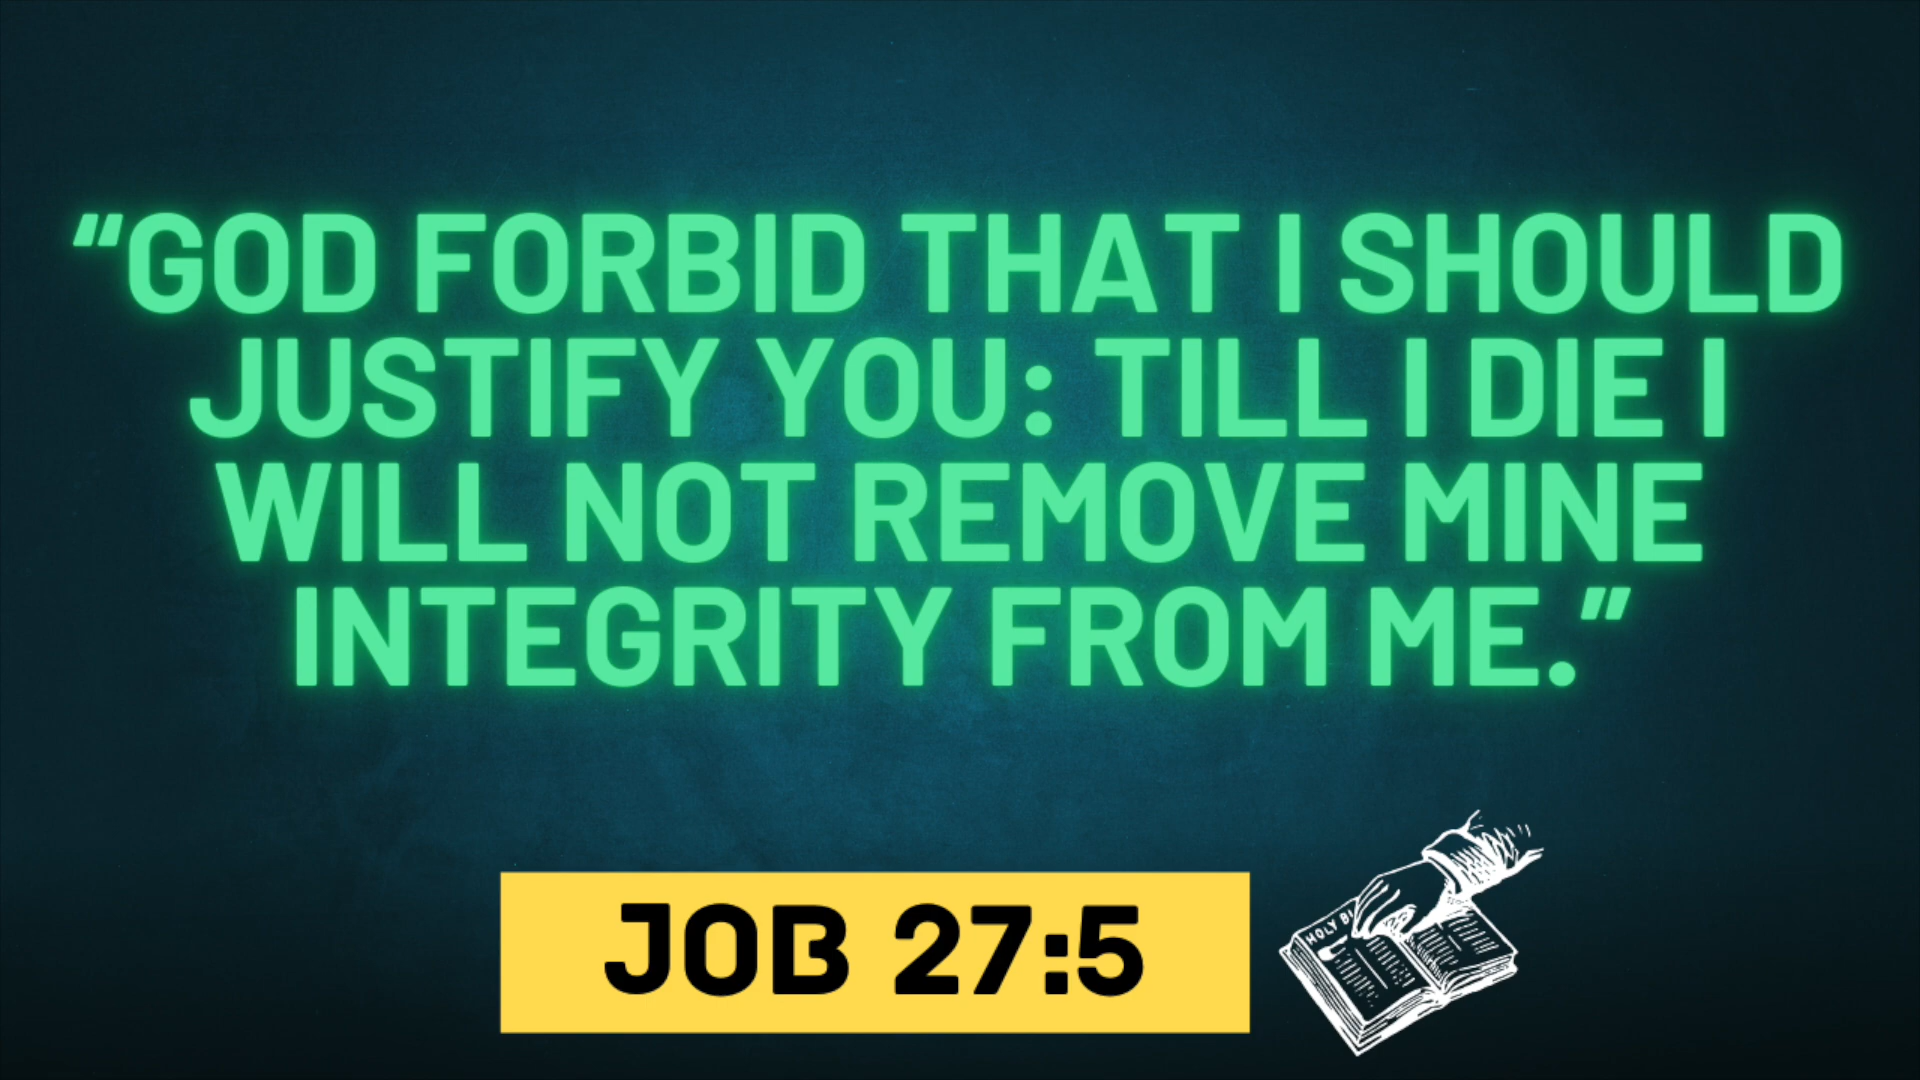 “GOD FORBID THAT I SHOULD
JUSTIFY YOU: TILL I DIE I
WILL NOT REMOVE MINE
INTEGRITY FROM ME.”
JOB 27:5
HOLY BI